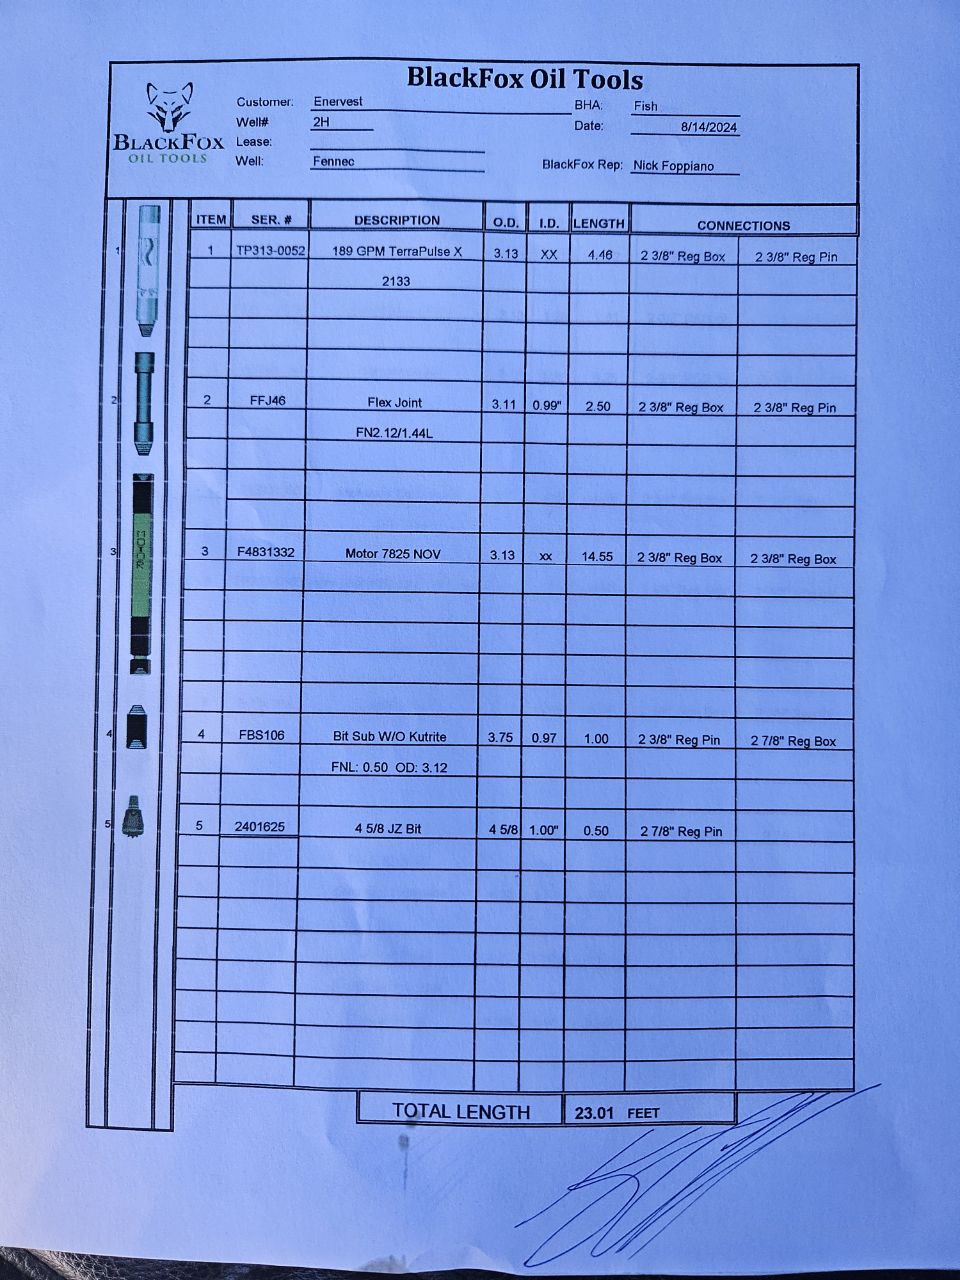 BlackFox Oil Tools
BLACKFOX
OIL TOOLS
Customer: Enervest BHA: Fish
Well# 2H Date: 8/14/2024
Lease:
Well: Fennec BlackFox Rep: Nick Foppiano
ITEM SER. # DESCRIPTION O.D. I.D. LENGTH CONNECTIONS
1 1 TP313-0052 189 GPM TerraPulse X 3.13 XX 4.46 2 3/8" Reg Box 2 3/8" Reg Pin
2133
2 2 FFJ46 Flex Joint 3.11 0.99" 2.50 2 3/8" Reg Box 2 3/8" Reg Pin
FN2.12/1.44L
MOTOR
3 3 F4831332 Motor 7825 NOV 3.13 xx 14.55 2 3/8" Reg Box 2 3/8" Reg Box
4 4 FBS106 Bit Sub W/O Kutrite 3.75 0.97 1.00 2 3/8" Reg Pin 2 7/8" Reg Box
FNL: 0.50 OD: 3.12
5 5 2401625 4 5/8 JZ Bit 4 5/8 1.00" 0.50 2 7/8" Reg Pin
TOTAL LENGTH 23.01 FEET